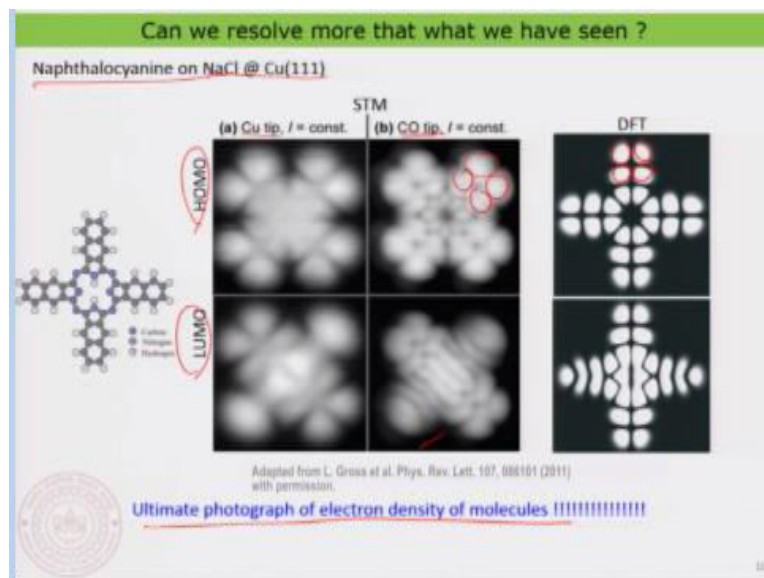 Can we resolve more that what we have seen ?
Naphthalocyanine on NaCl @ Cu(111)
STM
(a) Cu tip, I = const. (b) CO tip, I = const.
DFT
HOMO
LUMO
Carbon
Nitrogen
Hydrogen
Adapted from L. Gross et al. Phys. Rev. Lett. 107, 086101 (2011)
with permission.
Ultimate photograph of electron density of molecules !!!!!!!!!!!!!!!